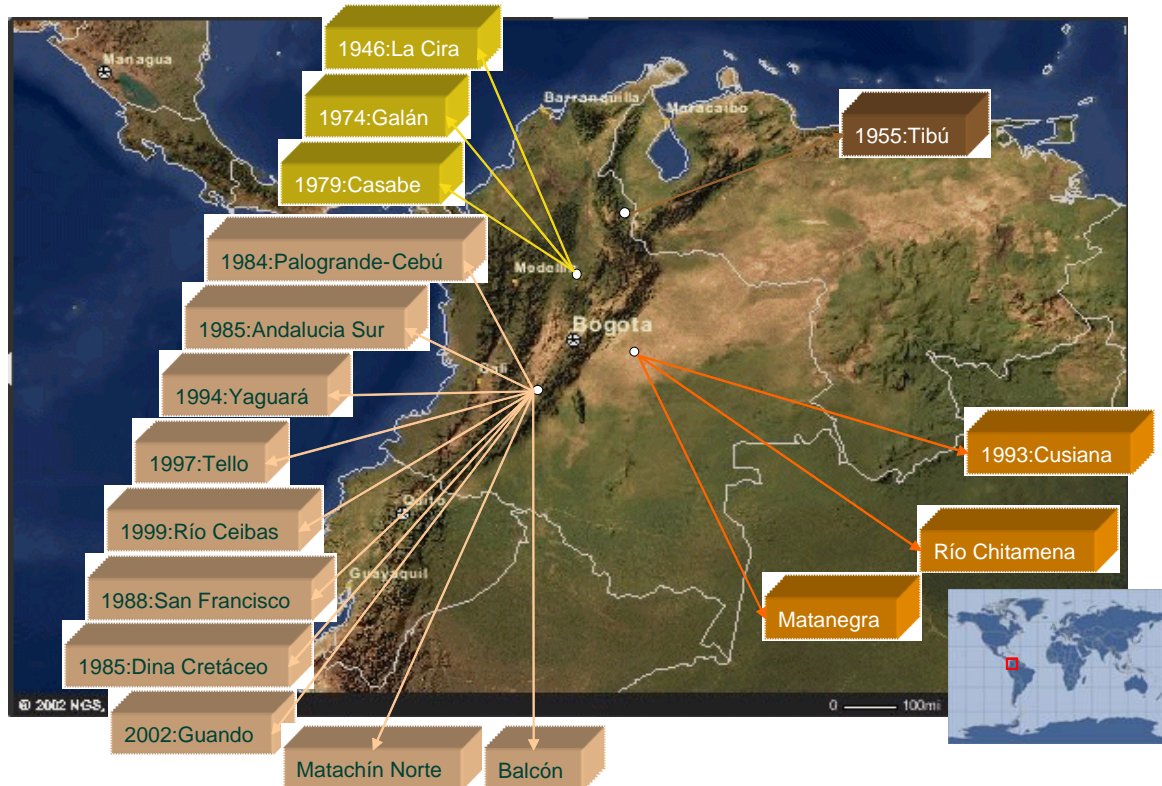 1946:La Cira
Managua
1974:Galán
Barranquilla
Maracaibo
1955:Tibú
1979:Casabe
1984:Palogrande-Cebú
1985:Andalucia Sur
Bogota
1994:Yaguará
1997:Tello
1993:Cusiana
1999:Río Ceibas
Quito
Río Chitamena
Guayaquil
1988:San Francisco
Matanegra
1985:Dina Cretáceo
© 2002 NGS,
0
100mi
2002:Guando
Matachín Norte
Balcón